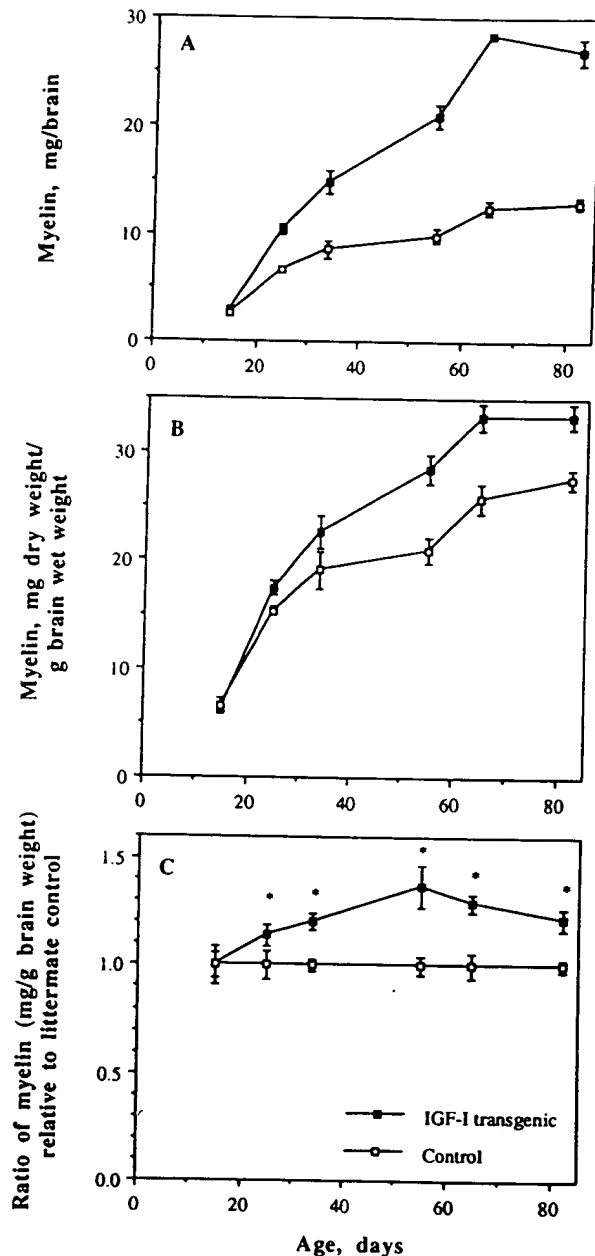 A
Myelin, mg/brain
30
20
10
0
0 20 40 60 80
B
Myelin, mg dry weight/
g brain wet weight
30
20
10
0
0 20 40 60 80
C
Ratio of myelin (mg/g brain weight)
relative to littermate control
1.5
1.0
0.5
0.0
* * * * *
IGF-I transgenic
Control
0 20 40 60 80
Age, days